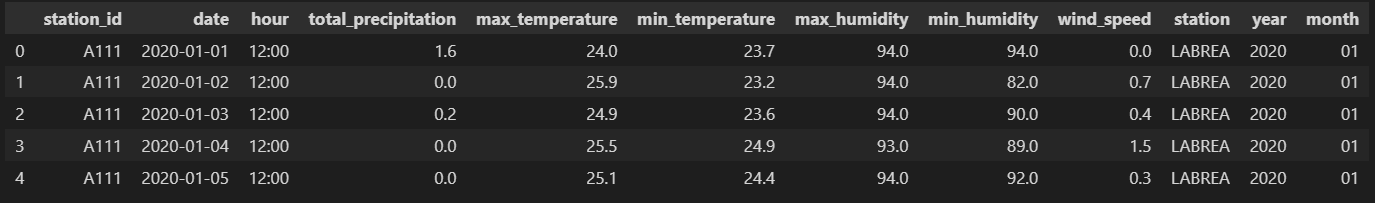 station_id date hour total_precipitation max_temperature min_temperature max_humidity min_humidity wind_speed station year month
0 A111 2020-01-01 12:00 1.6 24.0 23.7 94.0 94.0 0.0 LABREA 2020 01
1 A111 2020-01-02 12:00 0.0 25.9 23.2 94.0 82.0 0.7 LABREA 2020 01
2 A111 2020-01-03 12:00 0.2 24.9 23.6 94.0 90.0 0.4 LABREA 2020 01
3 A111 2020-01-04 12:00 0.0 25.5 24.9 93.0 89.0 1.5 LABREA 2020 01
4 A111 2020-01-05 12:00 0.0 25.1 24.4 94.0 92.0 0.3 LABREA 2020 01